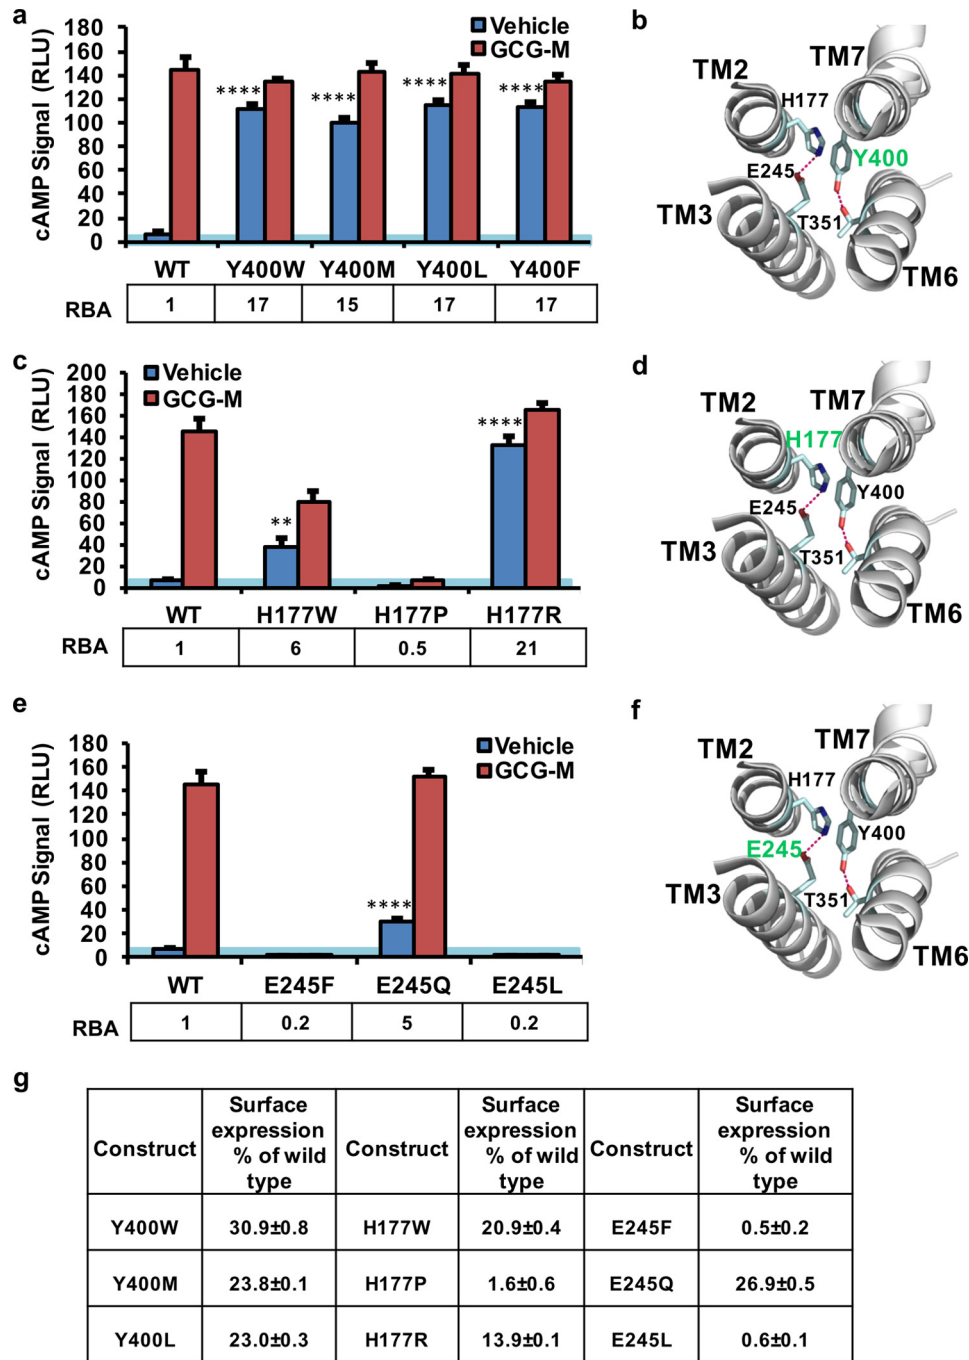 a
cAMP Signal (RLU)
180
160
140
120
100
80
60
40
20
0
Vehicle
GCG-M
****
****
****
****
WT Y400W Y400M Y400L Y400F
RBA 1 17 15 17 17
b
TM7
TM2
H177
Y400
E245
TM3
T351
TM6
c
cAMP Signal (RLU)
200
180
160
140
120
100
80
60
40
20
0
Vehicle
GCG-M
**
****
WT H177W H177P H177R
RBA 1 6 0.5 21
d
TM7
TM2
H177
Y400
E245
TM3
T351
TM6
e
cAMP Signal (RLU)
180
160
140
120
100
80
60
40
20
0
Vehicle
GCG-M
****
WT E245F E245Q E245L
RBA 1 0.2 5 0.2
f
TM7
TM2
H177
Y400
E245
TM3
T351
TM6
g
Construct Surface expression % of wild type Construct Surface expression % of wild type Construct Surface expression % of wild type
Y400W 30.9±0.8 H177W 20.9±0.4 E245F 0.5±0.2
Y400M 23.8±0.1 H177P 1.6±0.6 E245Q 26.9±0.5
Y400L 23.0±0.3 H177R 13.9±0.1 E245L 0.6±0.1